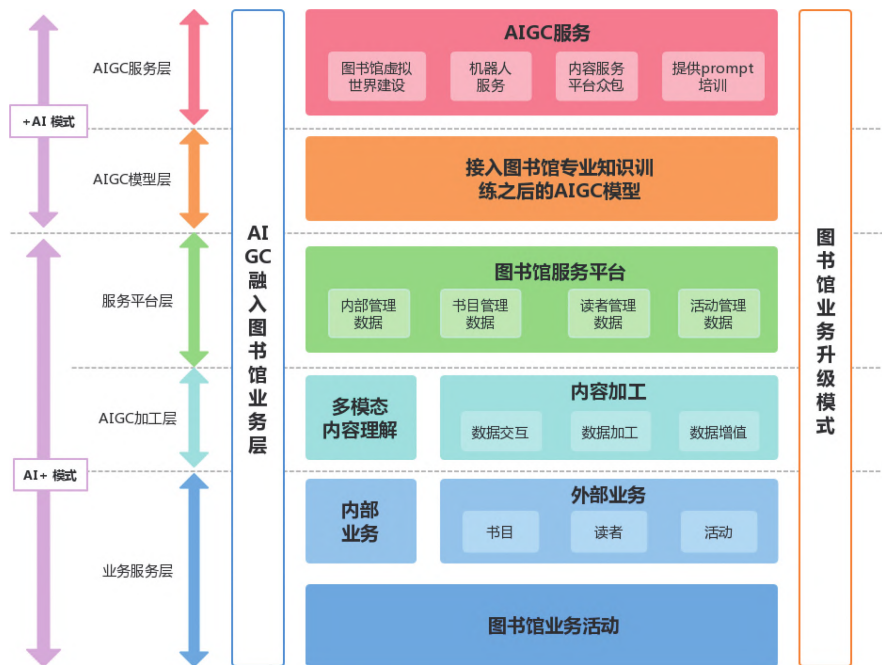 AIGC服务层
+AI 模式
AIGC模型层
服务平台层
AIGC加工层
AI+ 模式
业务服务层
AI
GC
融
入
图
书
馆
业
务
层
AIGC服务
图书馆虚拟
世界建设
机器人
服务
内容服务
平台众包
提供prompt
培训
接入图书馆专业知识训
练之后的AIGC模型
图书馆服务平台
内部管理
数据
书目管理
数据
读者管理
数据
活动管理
数据
多模态
内容理解
内容加工
数据交互
数据加工
数据增值
内部
业务
外部业务
书目
读者
活动
图书馆业务活动
图
书
馆
业
务
升
级
模
式